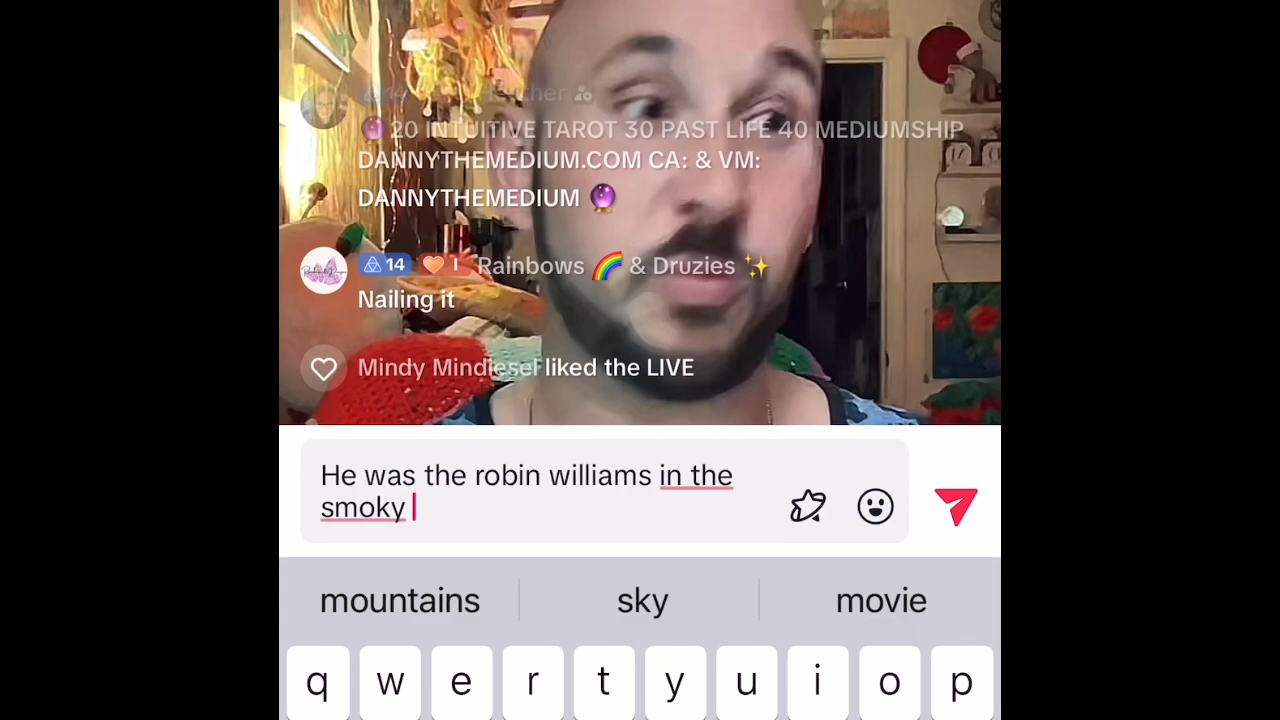 14
🔮 20 INTUITIVE TAROT 30 PAST LIFE 40 MEDIUMSHIP
DANNYTHEMEDIUM.COM CA: & VM:
DANNYTHEMEDIUM 🔮
14 🧡 I Rainbows 🌈 & Druzies ✨
Nailing it
Mindy Mindiesel liked the LIVE
He was the robin williams in the
smoky
mountains sky movie
q w e r t y u i o p